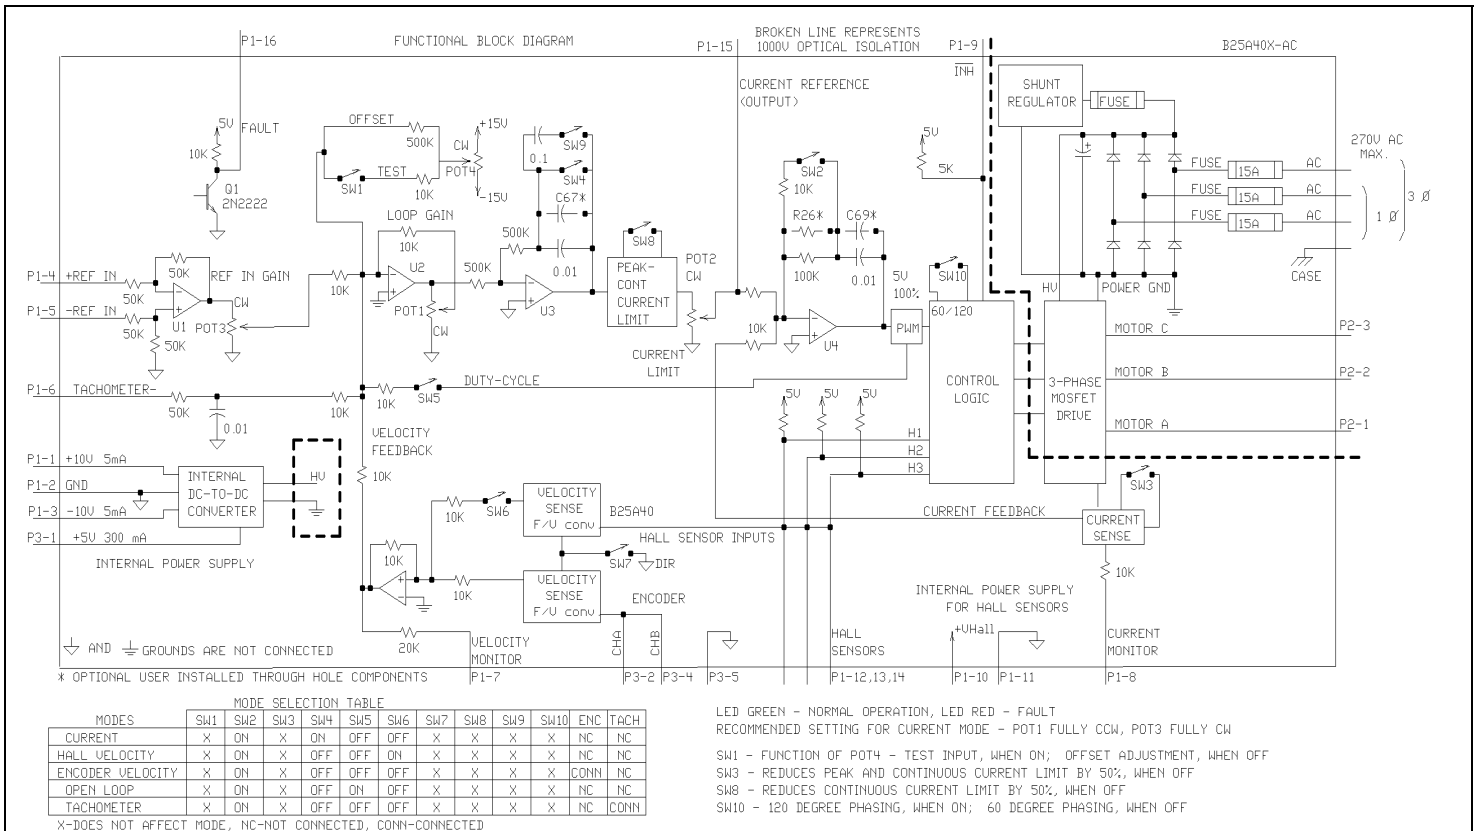 FUNCTIONAL BLOCK DIAGRAM
BROKEN LINE REPRESENTS
1000V OPTICAL ISOLATION
B25A40X-AC
P1-16
P1-15
P1-9
INH
CURRENT REFERENCE
(OUTPUT)
SHUNT
REGULATOR
FUSE
5V
FAULT
10K
Q1
2N2222
OFFSET
500K
CW
+15V
POT4
-15V
SW1
TEST
10K
0.1
SW9
SW4
C67*
0.01
500K
SW2
10K
R26*
C69*
100K
0.01
5V
5K
+
FUSE
15A
AC
FUSE
15A
AC
FUSE
15A
AC
270V AC
MAX.
1 Ø
3 Ø
CASE
P1-4
+REF IN
50K
50K
REF IN GAIN
CW
P1-5
-REF IN
50K
50K
U1
POT3
10K
LOOP GAIN
10K
U2
POT1
CW
500K
U3
SW8
PEAK-
CONT
CURRENT
LIMIT
POT2
CW
CURRENT
LIMIT
10K
U4
5V
100%
PWM
SW10
60/120
CONTROL
LOGIC
HV
POWER GND
3-PHASE
MOSFET
DRIVE
MOTOR C
P2-3
MOTOR B
P2-2
MOTOR A
P2-1
P1-6
TACHOMETER-
50K
0.01
10K
10K
SW5
DUTY-CYCLE
5V
5V
5V
H1
H2
H3
VELOCITY
FEEDBACK
10K
P1-1
+10V 5mA
P1-2
GND
P1-3
-10V 5mA
P3-1
+5V 300 mA
INTERNAL
DC-TO-DC
CONVERTER
HV
INTERNAL POWER SUPPLY
10K
SW6
VELOCITY
SENSE
F/V conv
B25A40
HALL SENSOR INPUTS
SW7
DIR
10K
10K
VELOCITY
SENSE
F/V conv
ENCODER
CURRENT FEEDBACK
SW3
CURRENT
SENSE
10K
INTERNAL POWER SUPPLY
FOR HALL SENSORS
AND
GROUNDS ARE NOT CONNECTED
20K
VELOCITY
MONITOR
CHA
CHB
HALL
SENSORS
+VHall
CURRENT
MONITOR
* OPTIONAL USER INSTALLED THROUGH HOLE COMPONENTS
P1-7
P3-2
P3-4
P3-5
P1-12,13,14
P1-10
P1-11
P1-8
MODE SELECTION TABLE
MODES SW1 SW2 SW3 SW4 SW5 SW6 SW7 SW8 SW9 SW10 ENC TACH
CURRENT X ON X ON OFF OFF X X X X NC NC
HALL VELOCITY X ON X OFF OFF ON X X X X NC NC
ENCODER VELOCITY X ON X OFF OFF OFF X X X X CONN NC
OPEN LOOP X ON X OFF ON OFF X X X X NC NC
TACHOMETER X ON X OFF OFF OFF X X X X NC CONN
X-DOES NOT AFFECT MODE, NC-NOT CONNECTED, CONN-CONNECTED
LED GREEN - NORMAL OPERATION, LED RED - FAULT
RECOMMENDED SETTING FOR CURRENT MODE - POT1 FULLY CCW, POT3 FULLY CW
SW1 - FUNCTION OF POT4 - TEST INPUT, WHEN ON; OFFSET ADJUSTMENT, WHEN OFF
SW3 - REDUCES PEAK AND CONTINUOUS CURRENT LIMIT BY 50%, WHEN OFF
SW8 - REDUCES CONTINUOUS CURRENT LIMIT BY 50%, WHEN OFF
SW10 - 120 DEGREE PHASING, WHEN ON; 60 DEGREE PHASING, WHEN OFF